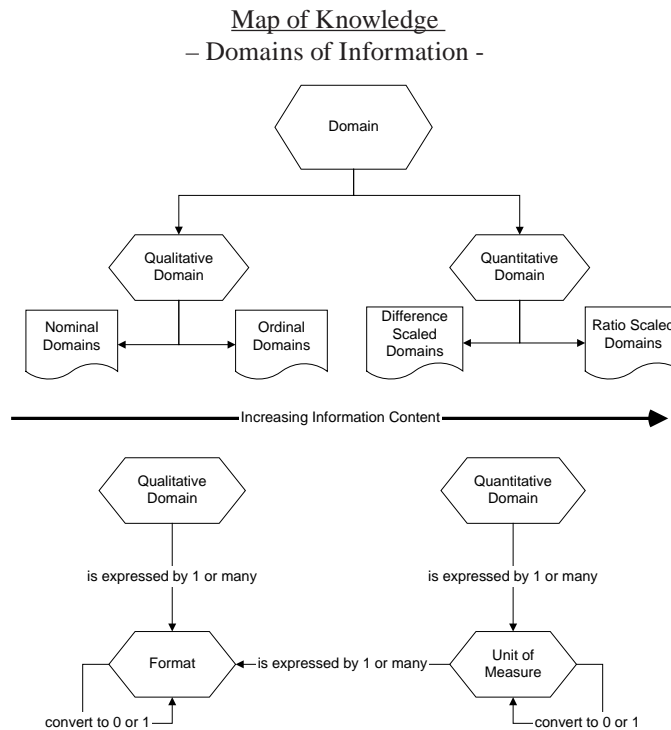 Map of Knowledge
– Domains of Information -
Domain
Qualitative
Domain
Quantitative
Domain
Nominal
Domains
Ordinal
Domains
Difference
Scaled
Domains
Ratio Scaled
Domains
Increasing Information Content
Qualitative
Domain
Quantitative
Domain
is expressed by 1 or many
is expressed by 1 or many
Format
is expressed by 1 or many
Unit of
Measure
convert to 0 or 1
convert to 0 or 1